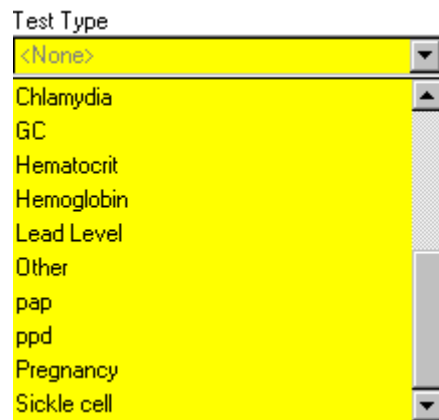 Test Type
<None>
Chlamydia
GC
Hematocrit
Hemoglobin
Lead Level
Other
pap
ppd
Pregnancy
Sickle cell